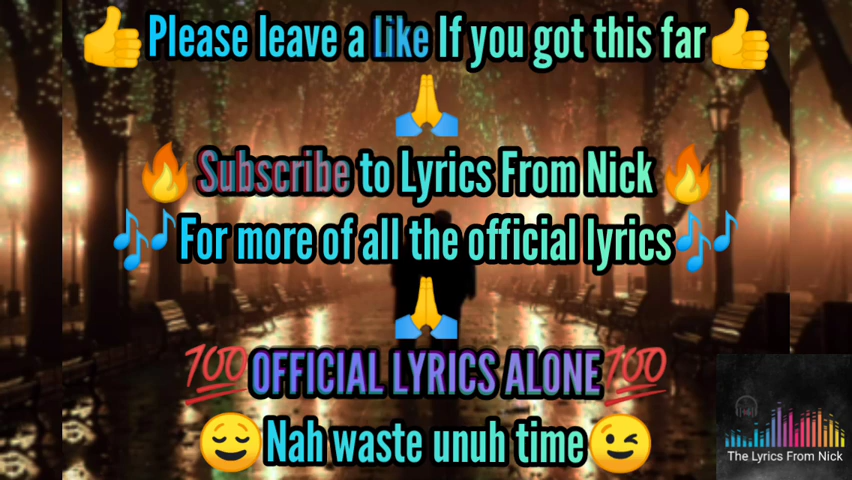 👍Please leave a like If you got this far👍
🙏
🔥Subscribe to Lyrics From Nick🔥
🎶For more of all the official lyrics🎶
🙏
💯OFFICIAL LYRICS ALONE💯
😌Nah waste unuh time😉
The Lyrics From Nick